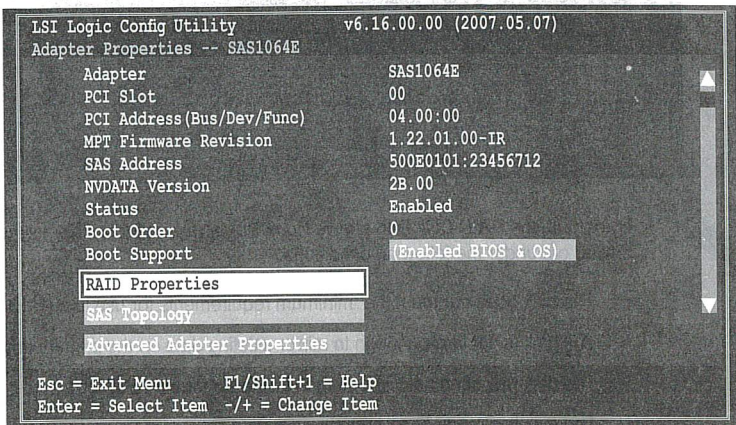 LSI Logic Config Utility v6.16.00.00 (2007.05.07)
Adapter Properties -- SAS1064E
Adapter SAS1064E
PCI Slot 00
PCI Address(Bus/Dev/Func) 04.00:00
MPT Firmware Revision 1.22.01.00-IR
SAS Address 500E0101:23456712
NVDATA Version 2B.00
Status Enabled
Boot Order 0
Boot Support (Enabled BIOS & OS)
RAID Properties
SAS Topology
Advanced Adapter Properties
Esc = Exit Menu F1/Shift+1 = Help
Enter = Select Item -/+ = Change Item